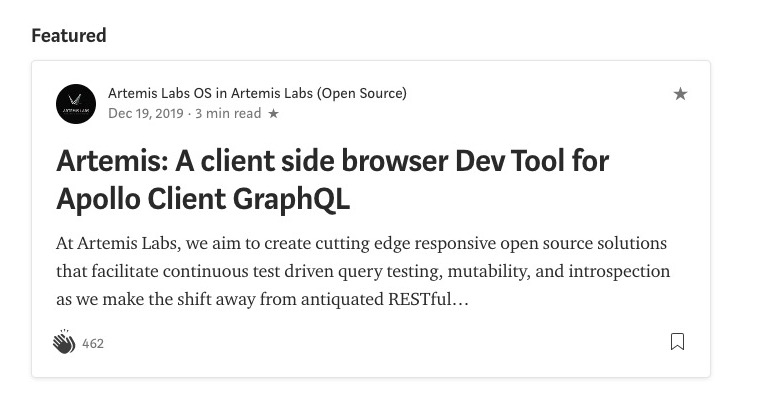 Featured
Artemis Labs OS in Artemis Labs (Open Source)
Dec 19, 2019 · 3 min read ★
Artemis: A client side browser Dev Tool for
Apollo Client GraphQL
At Artemis Labs, we aim to create cutting edge responsive open source solutions
that facilitate continuous test driven query testing, mutability, and introspection
as we make the shift away from antiquated RESTful…
462